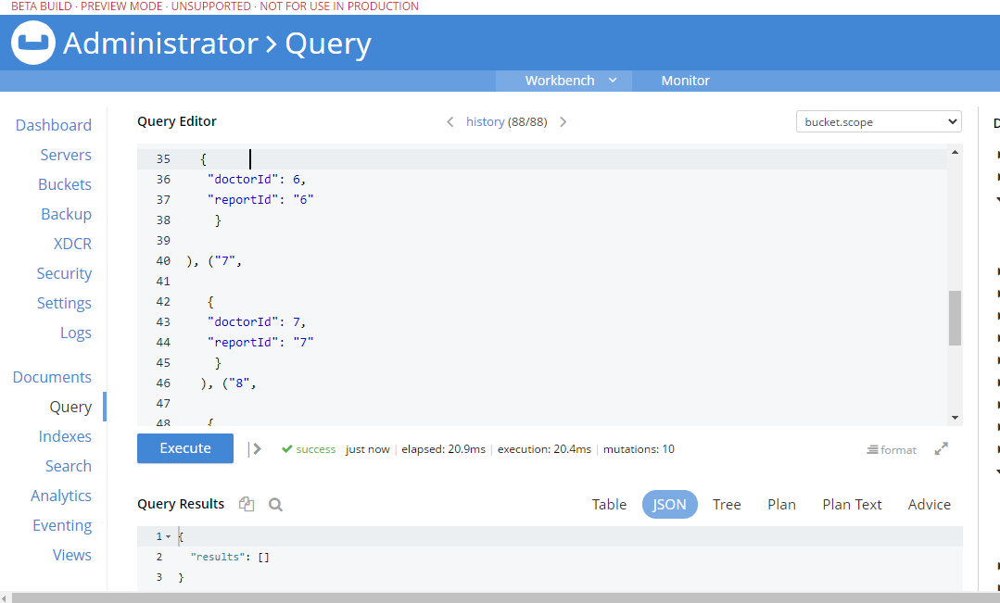 BETA BUILD · PREVIEW MODE · UNSUPPORTED · NOT FOR USE IN PRODUCTION
Administrator > Query
Workbench Monitor
Dashboard
Servers
Buckets
Backup
XDCR
Security
Settings
Logs
Documents
Query
Indexes
Search
Analytics
Eventing
Views
Query Editor < history (88/88) > bucket.scope D
35 {
36 "doctorId": 6,
37 "reportId": "6"
38 }
39
40 ), ("7",
41
42 {
43 "doctorId": 7,
44 "reportId": "7"
45 }
46 ), ("8",
47
48 {
Execute success just now | elapsed: 20.9ms | execution: 20.4ms | mutations: 10 format
Query Results Table JSON Tree Plan Plan Text Advice
1 {
2 "results": []
3 }